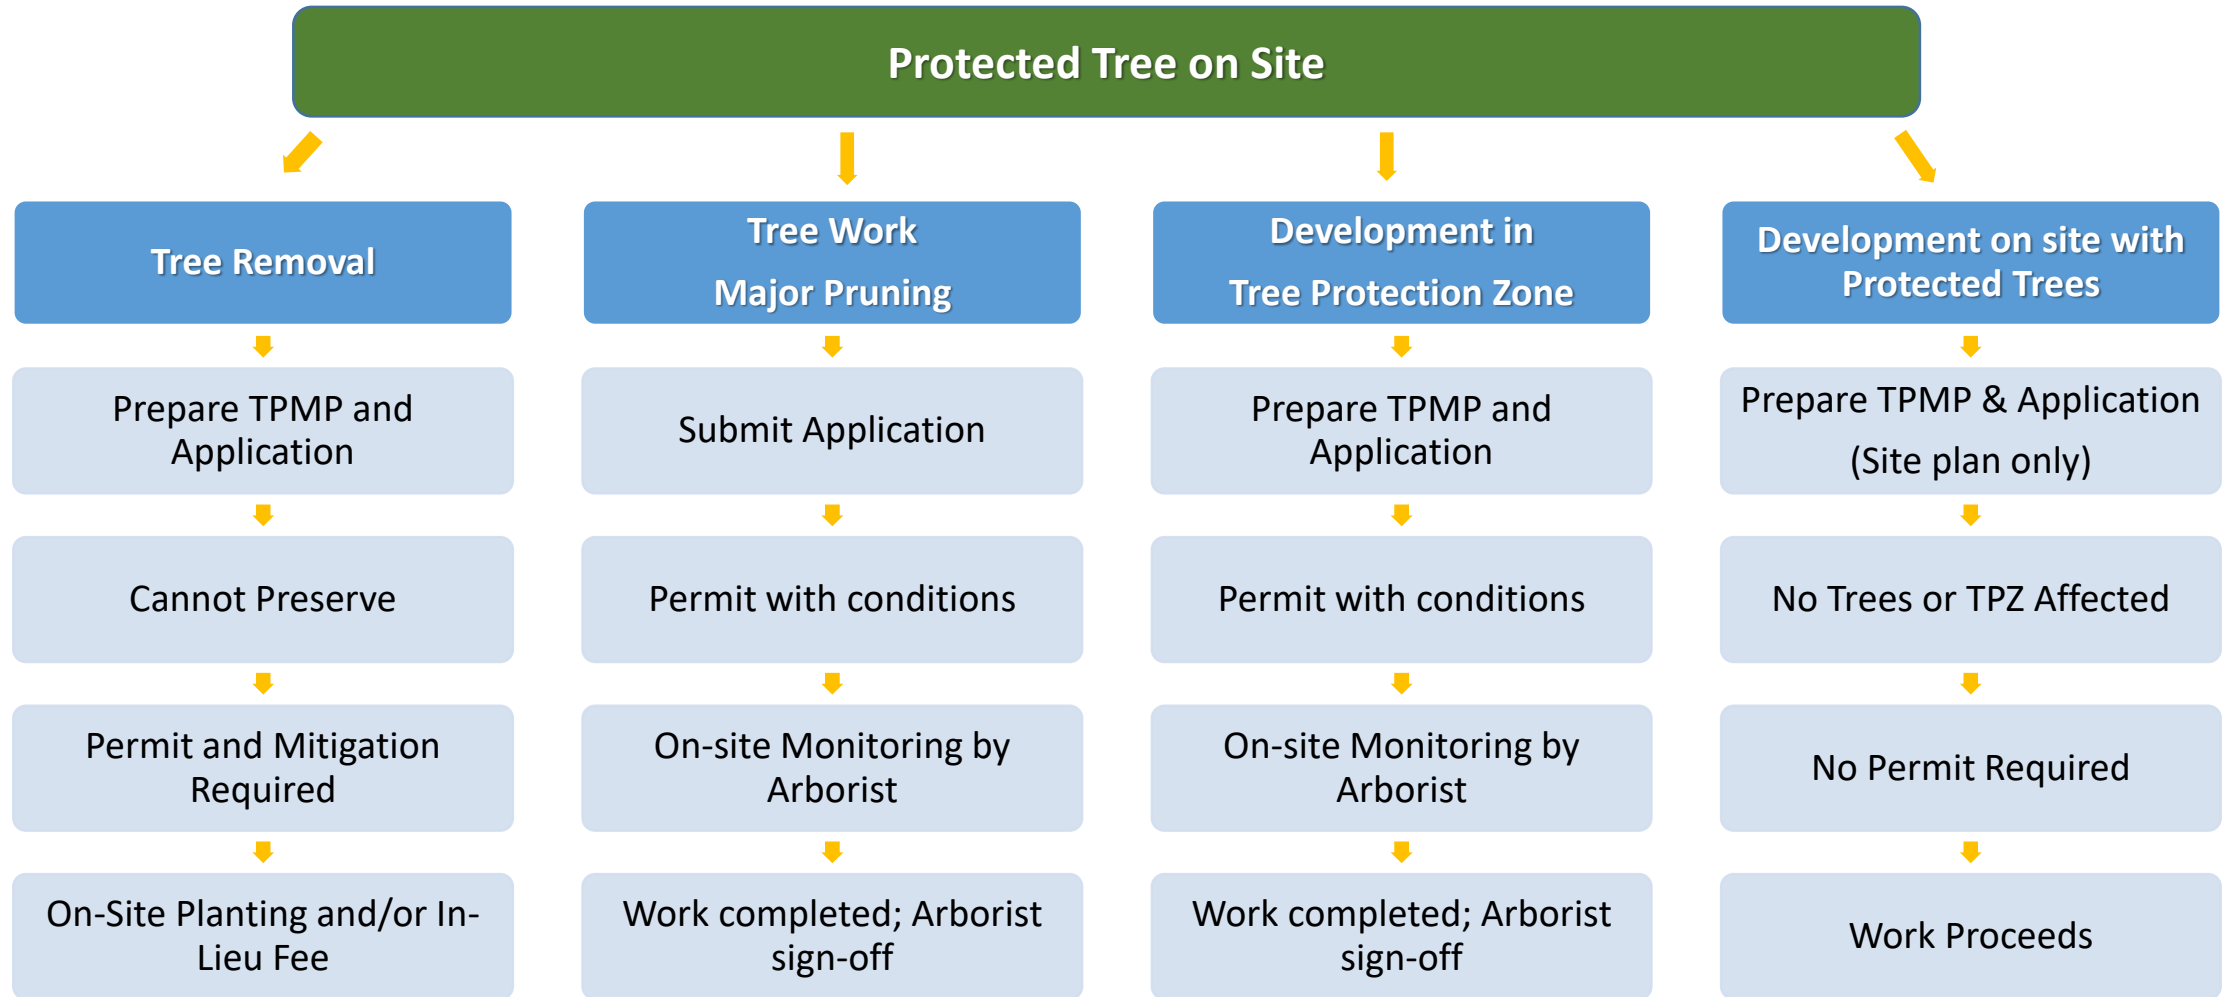 Protected Tree on Site
Tree Removal
Prepare TPMP and
Application
Cannot Preserve
Permit and Mitigation
Required
On-Site Planting and/or In-
Lieu Fee
Tree Work
Major Pruning
Submit Application
Permit with conditions
On-site Monitoring by
Arborist
Work completed; Arborist
sign-off
Development in
Tree Protection Zone
Prepare TPMP and
Application
Permit with conditions
On-site Monitoring by
Arborist
Work completed; Arborist
sign-off
Development on site with
Protected Trees
Prepare TPMP & Application
(Site plan only)
No Trees or TPZ Affected
No Permit Required
Work Proceeds